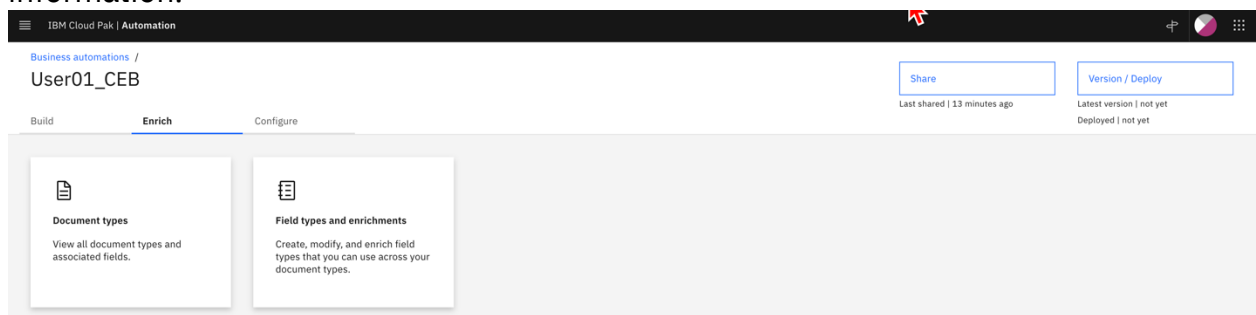 information.
IBM Cloud Pak | Automation
Business automations /
User01_CEB
Share
Last shared | 13 minutes ago
Version / Deploy
Latest version | not yet
Deployed | not yet
Build
Enrich
Configure
Document types
View all document types and
associated fields.
Field types and enrichments
Create, modify, and enrich field
types that you can use across your
document types.